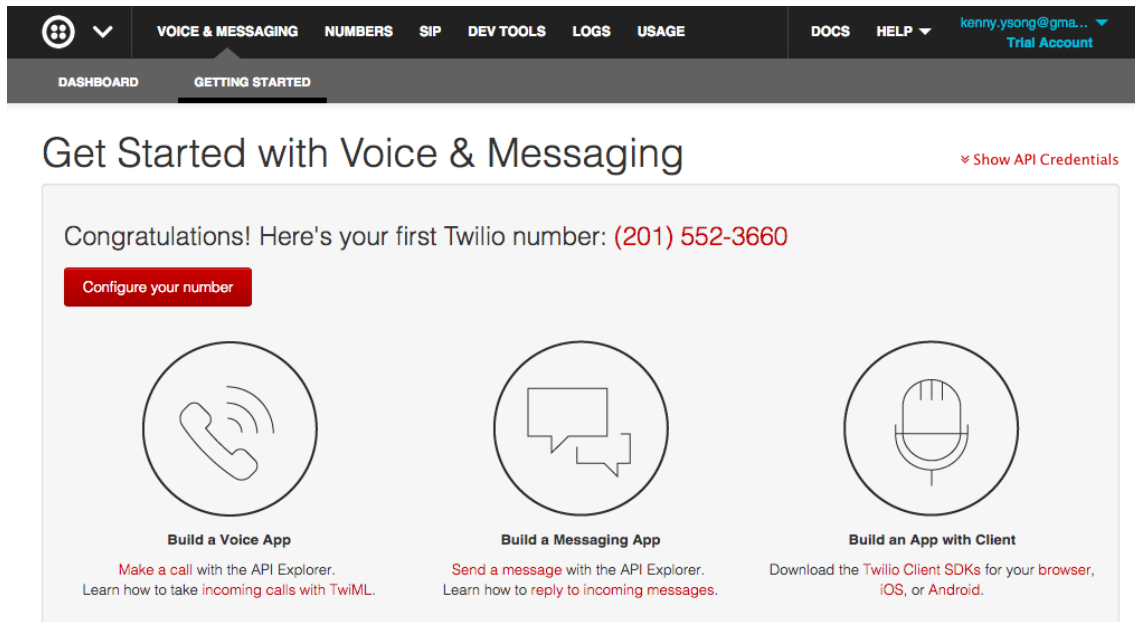 VOICE & MESSAGING NUMBERS SIP DEV TOOLS LOGS USAGE DOCS HELP kenny.ysong@gma...
Trial Account
DASHBOARD GETTING STARTED
Get Started with Voice & Messaging
Show API Credentials
Congratulations! Here's your first Twilio number: (201) 552-3660
Configure your number
Build a Voice App
Make a call with the API Explorer.
Learn how to take incoming calls with TwiML.
Build a Messaging App
Send a message with the API Explorer.
Learn how to reply to incoming messages.
Build an App with Client
Download the Twilio Client SDKs for your browser,
iOS, or Android.